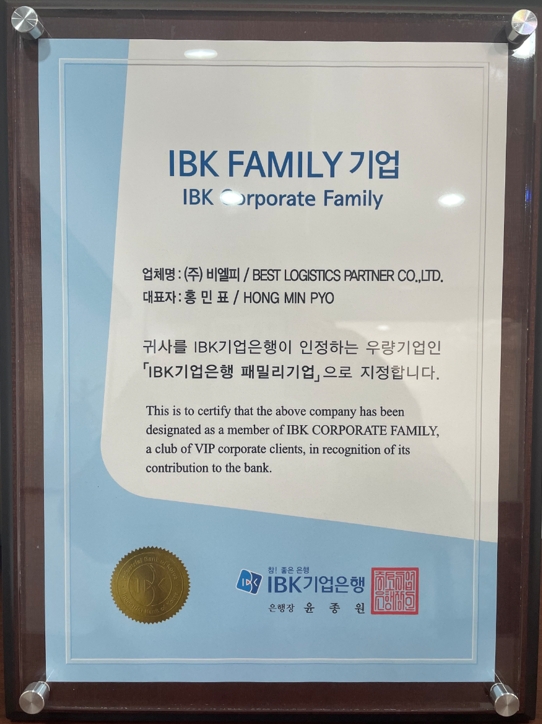 IBK FAMILY 기업
IBK Corporate Family
업체명 : (주) 비엘피 / BEST LOGISTICS PARTNER CO.,LTD.
대표자 : 홍 민 표 / HONG MIN PYO
귀사를 IBK기업은행이 인정하는 우량기업인
「IBK기업은행 패밀리기업」으로 지정합니다.
This is to certify that the above company has been
designated as a member of IBK CORPORATE FAMILY,
a club of VIP corporate clients, in recognition of its
contribution to the bank.
참! 좋은 은행
IBK기업은행
은행장 윤 종 원